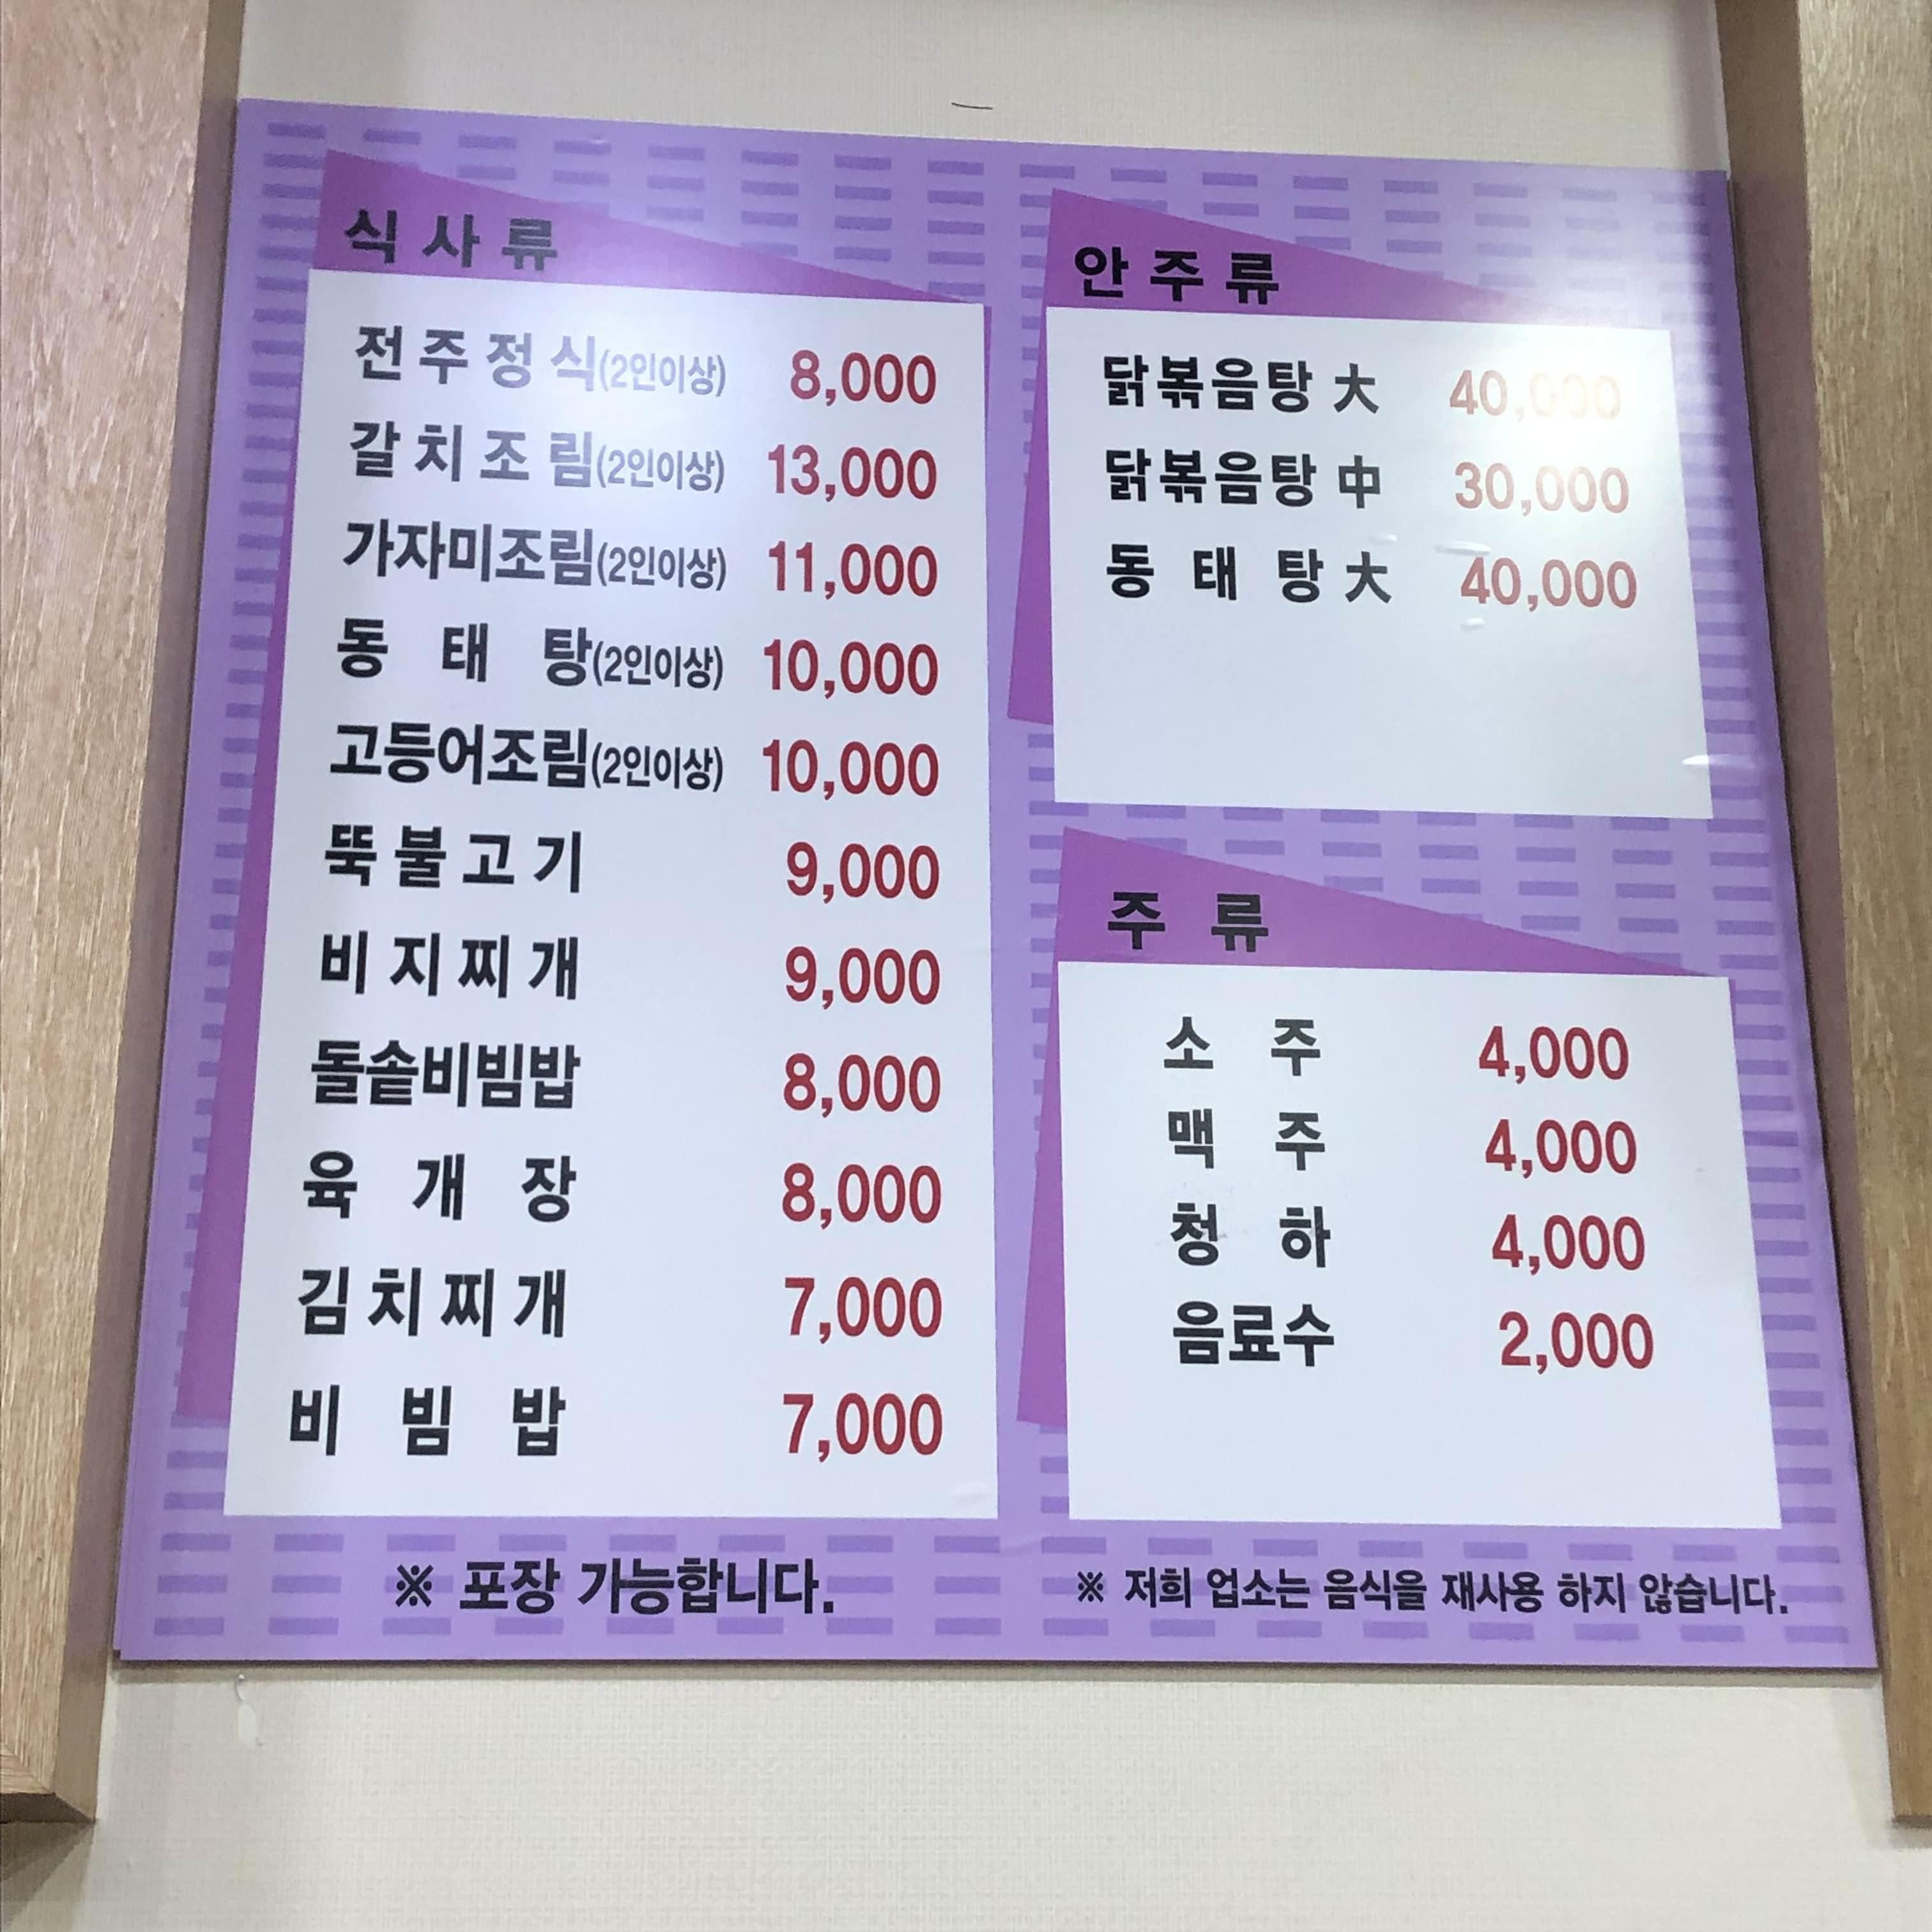 식사류
전주정식(2인이상) 8,000
갈치조림(2인이상) 13,000
가자미조림(2인이상) 11,000
동태탕(2인이상) 10,000
고등어조림(2인이상) 10,000
뚝불고기 9,000
비지찌개 9,000
돌솥비빔밥 8,000
육개장 8,000
김치찌개 7,000
비빔밥 7,000
※ 포장 가능합니다.
안주류
닭볶음탕 大 40,000
닭볶음탕 中 30,000
동태탕 大 40,000
주류
소주 4,000
맥주 4,000
청하 4,000
음료수 2,000
※ 저희 업소는 음식을 재사용 하지 않습니다.